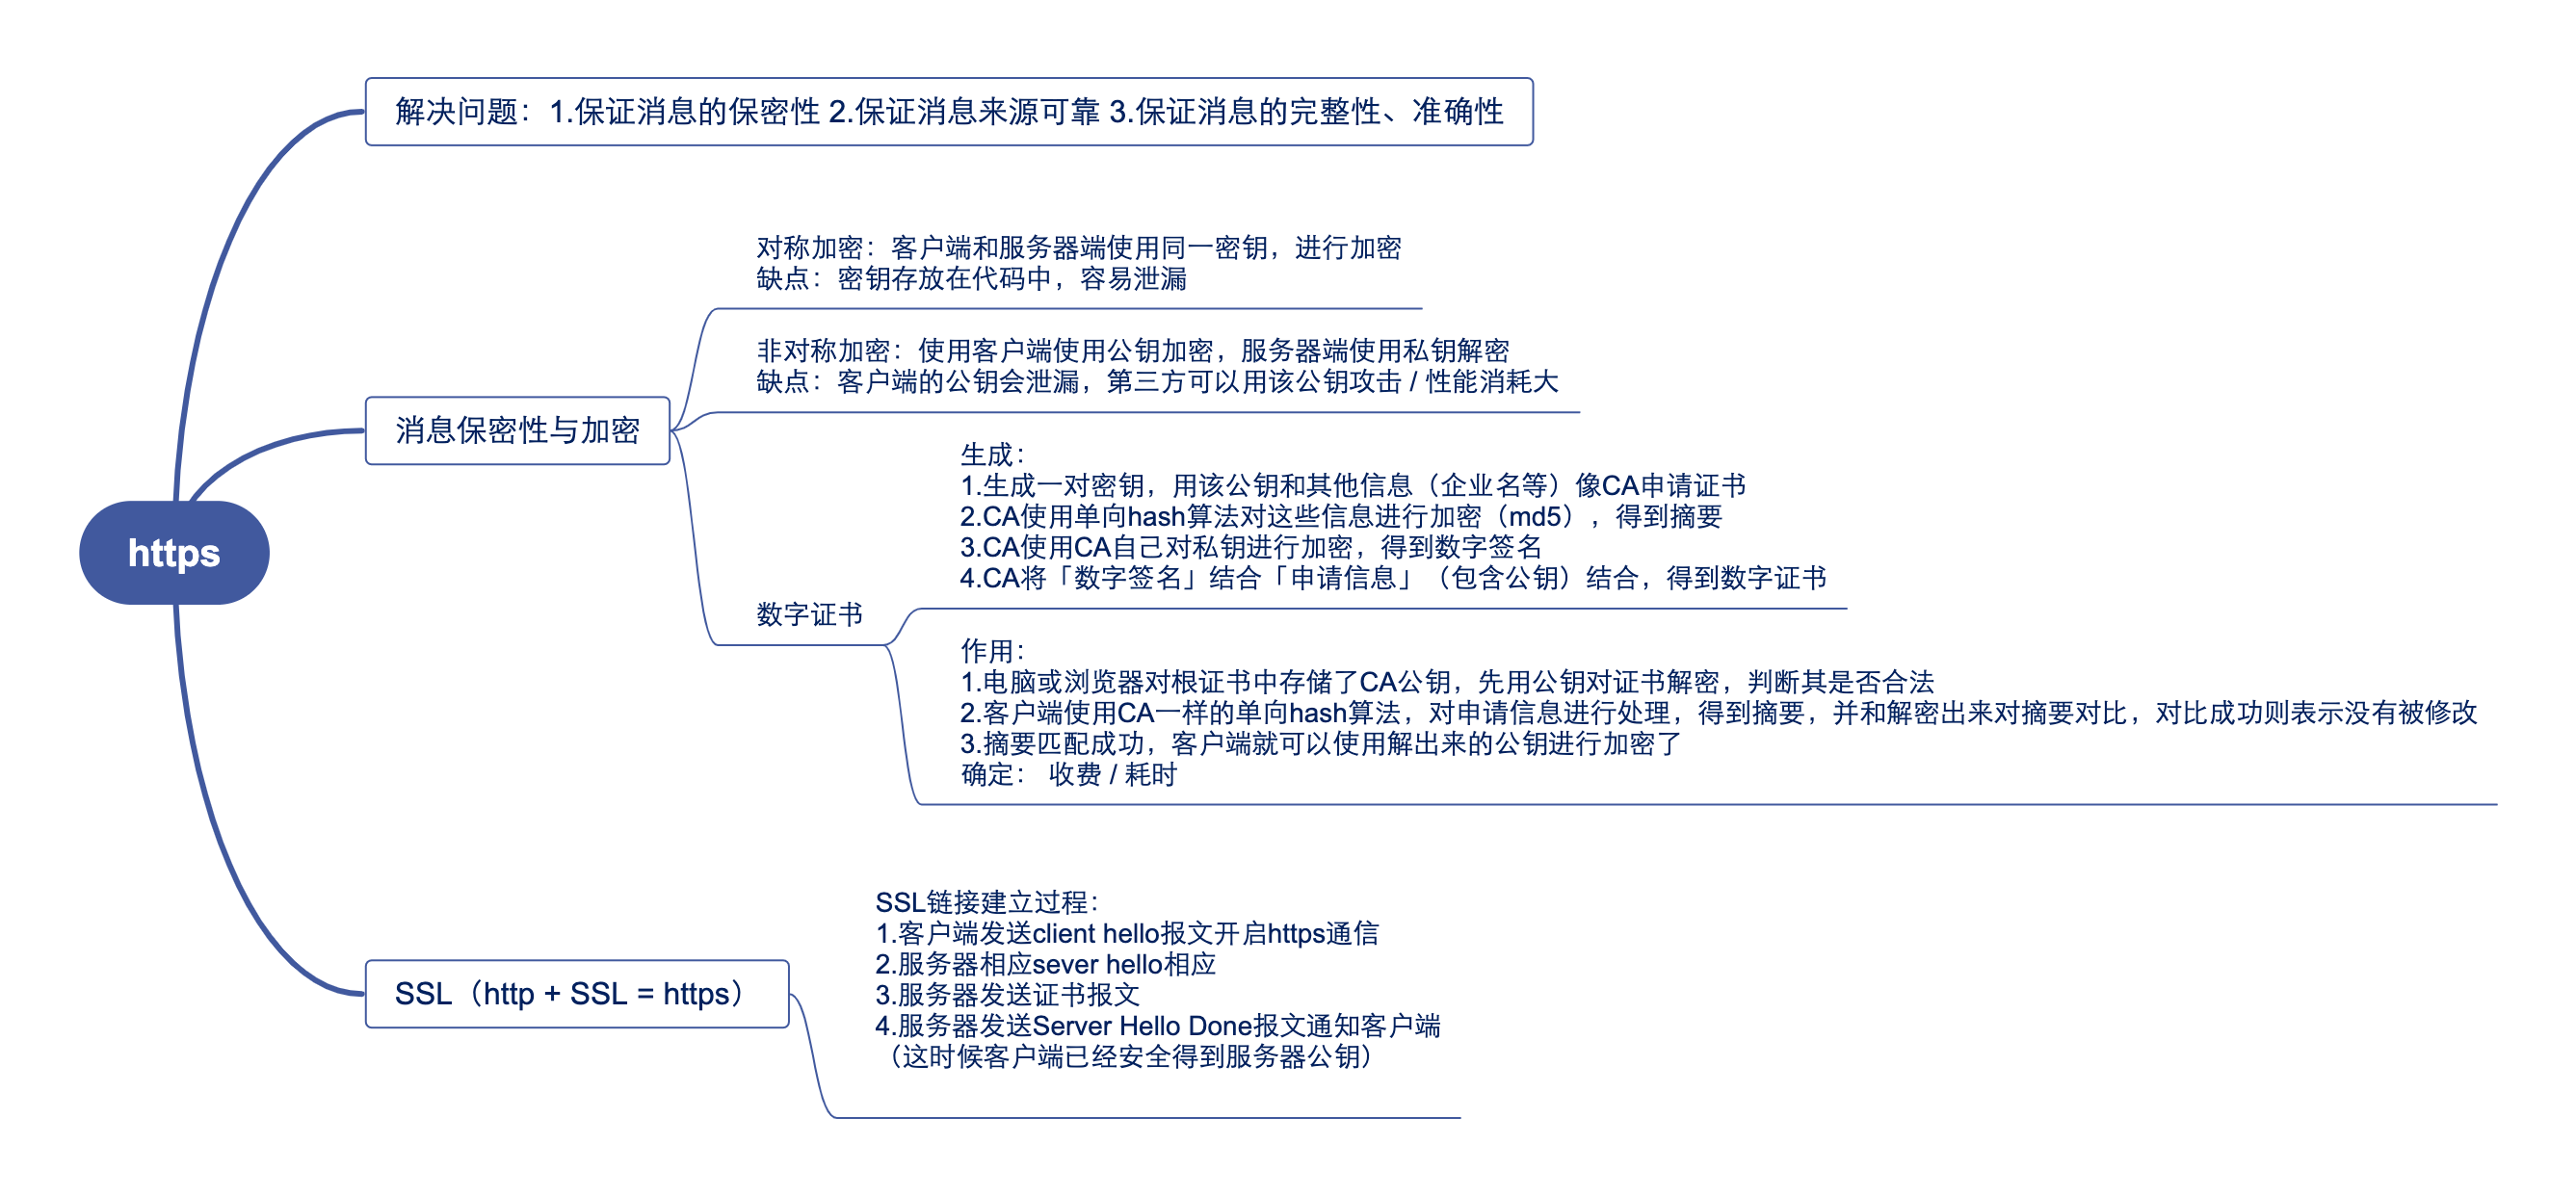 https
解决问题：1.保证消息的保密性 2.保证消息来源可靠 3.保证消息的完整性、准确性
消息保密性与加密
对称加密：客户端和服务器端使用同一密钥，进行加密
缺点：密钥存放在代码中，容易泄漏
非对称加密：使用客户端使用公钥加密，服务器端使用私钥解密
缺点：客户端的公钥会泄漏，第三方可以用该公钥攻击 / 性能消耗大
数字证书
生成：
1.生成一对密钥，用该公钥和其他信息（企业名等）像CA申请证书
2.CA使用单向hash算法对这些信息进行加密（md5），得到摘要
3.CA使用CA自己对私钥进行加密，得到数字签名
4.CA将「数字签名」结合「申请信息」（包含公钥）结合，得到数字证书
作用：
1.电脑或浏览器对根证书中存储了CA公钥，先用公钥对证书解密，判断其是否合法
2.客户端使用CA一样的单向hash算法，对申请信息进行处理，得到摘要，并和解密出来对摘要对比，对比成功则表示没有被修改
3.摘要匹配成功，客户端就可以使用解出来的公钥进行加密了
确定： 收费 / 耗时
SSL（http + SSL = https）
SSL链接建立过程：
1.客户端发送client hello报文开启https通信
2.服务器相应sever hello相应
3.服务器发送证书报文
4.服务器发送Server Hello Done报文通知客户端
（这时候客户端已经安全得到服务器公钥）